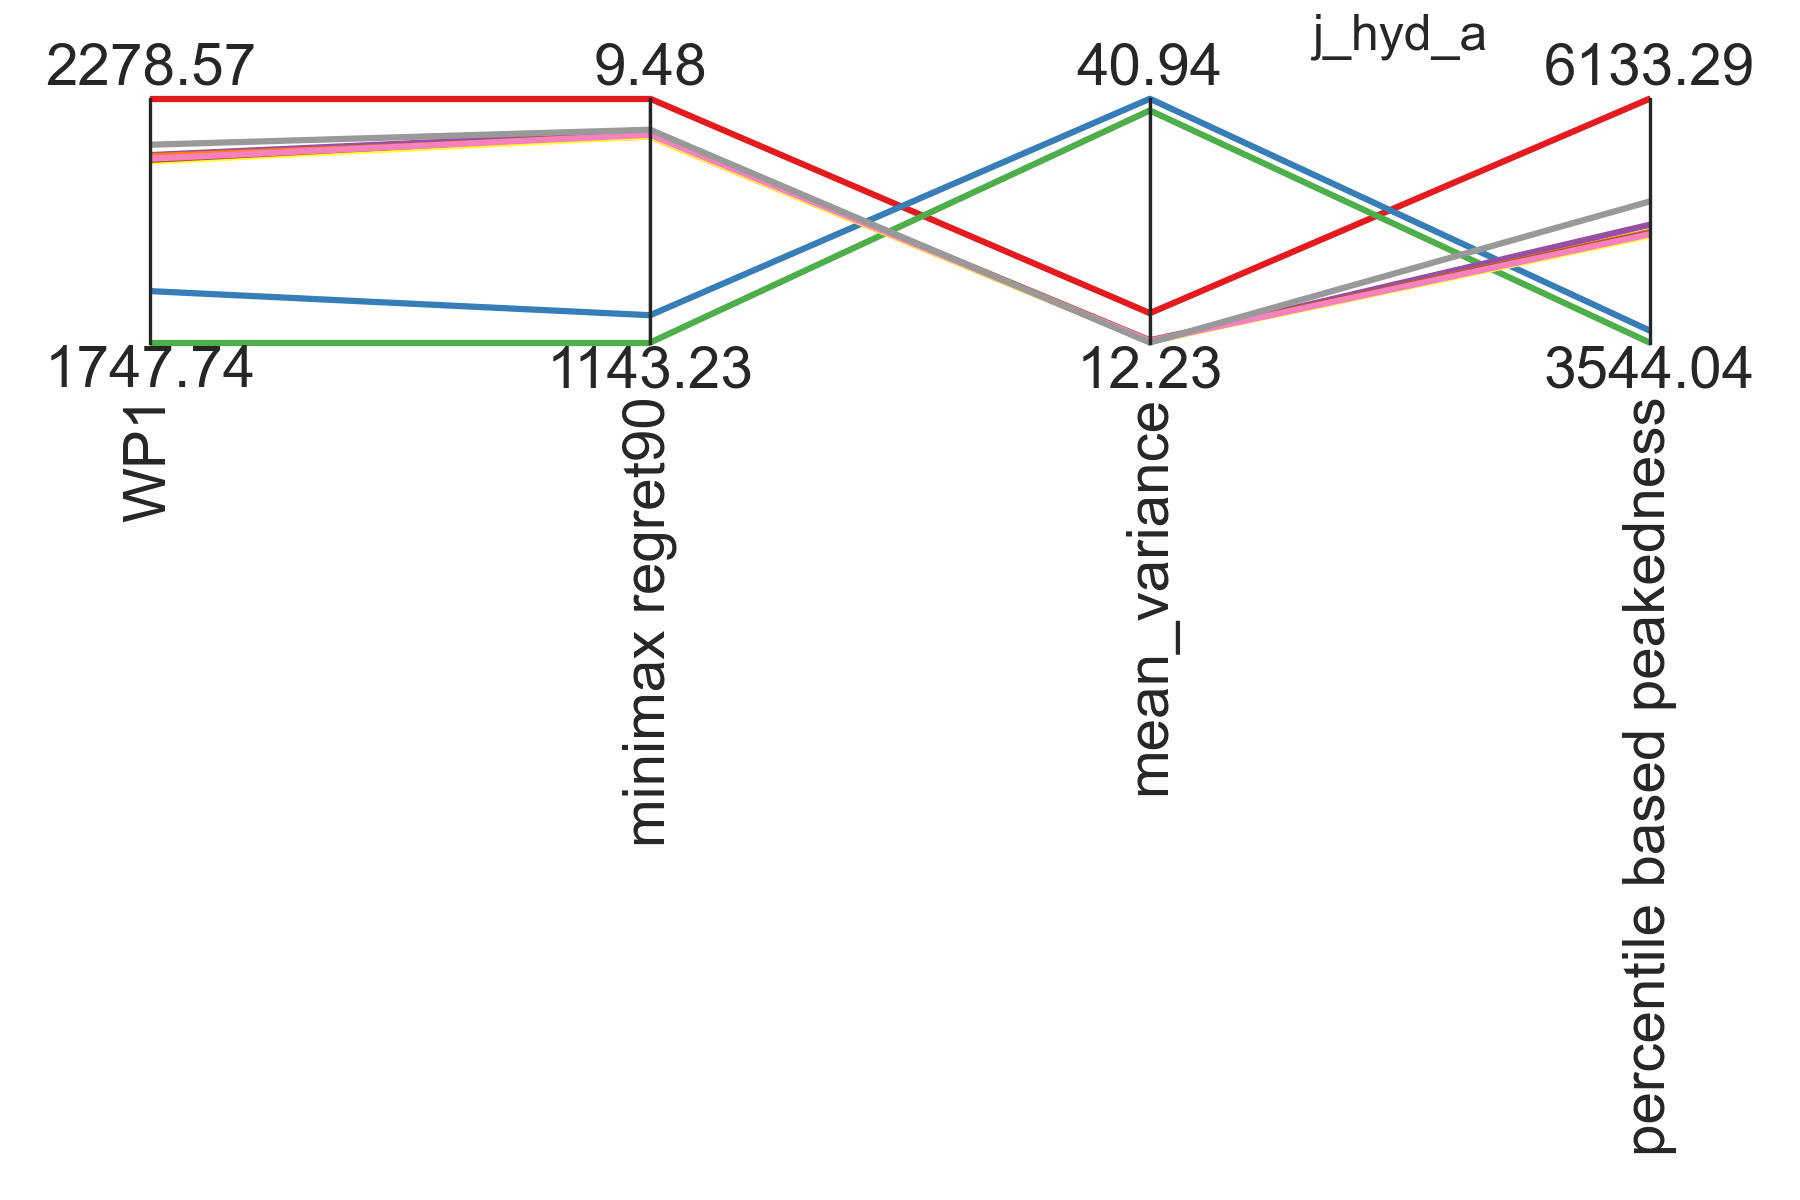 j_hyd_a
2278.57
9.48
40.94
6133.29
1747.74
1143.23
12.23
3544.04
WP1
minimax regret90
mean_variance
percentile based peakedness